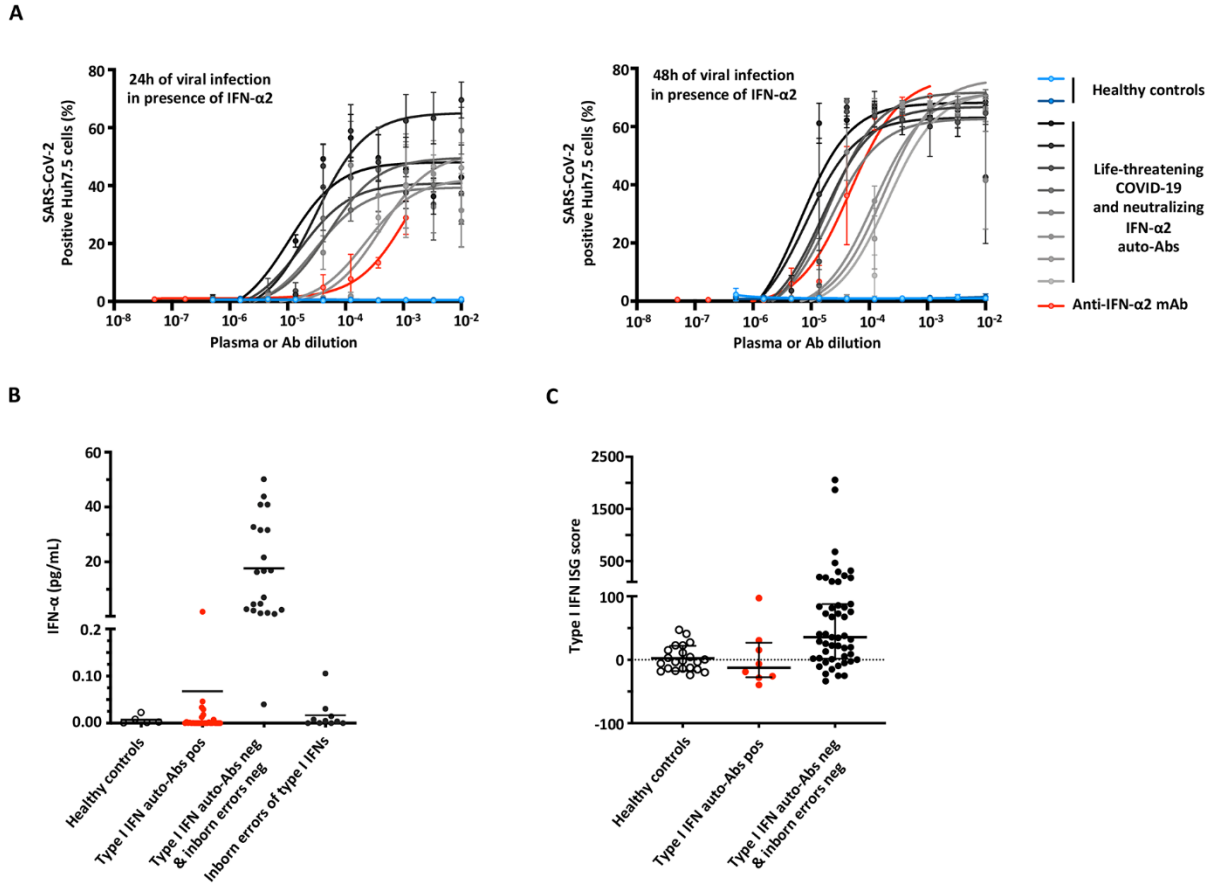 A
24h of viral infection
in presence of IFN-α2
SARS-CoV-2
Positive Huh7.5 cells (%)
80
60
40
20
0
10-8
10-7
10-6
10-5
10-4
10-3
10-2
Plasma or Ab dilution
48h of viral infection
in presence of IFN-α2
SARS-CoV-2
positive Huh7.5 cells (%)
80
60
40
20
0
10-8
10-7
10-6
10-5
10-4
10-3
10-2
Plasma or Ab dilution
Healthy controls
Life-threatening
COVID-19
and neutralizing
IFN-α2
auto-Abs
Anti-IFN-α2 mAb
B
IFN-α (pg/mL)
60
40
20
0
0.2
0.10
0.00
Healthy controls
Type I IFN auto-Abs pos
Type I IFN auto-Abs neg
& inborn errors neg
Inborn errors of type I IFNs
C
Type I IFN ISG score
2500
1500
500
100
0
-100
Healthy controls
Type I IFN auto-Abs pos
Type I IFN auto-Abs neg
& inborn errors neg